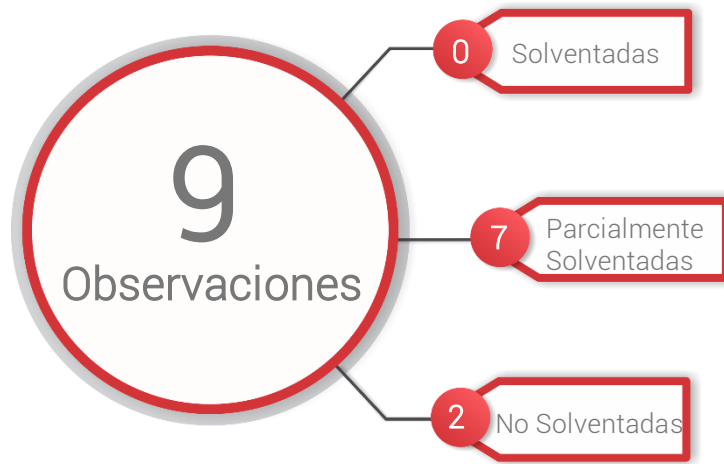 9
Observaciones
0
Solventadas
7
Parcialmente
Solventadas
2
No Solventadas